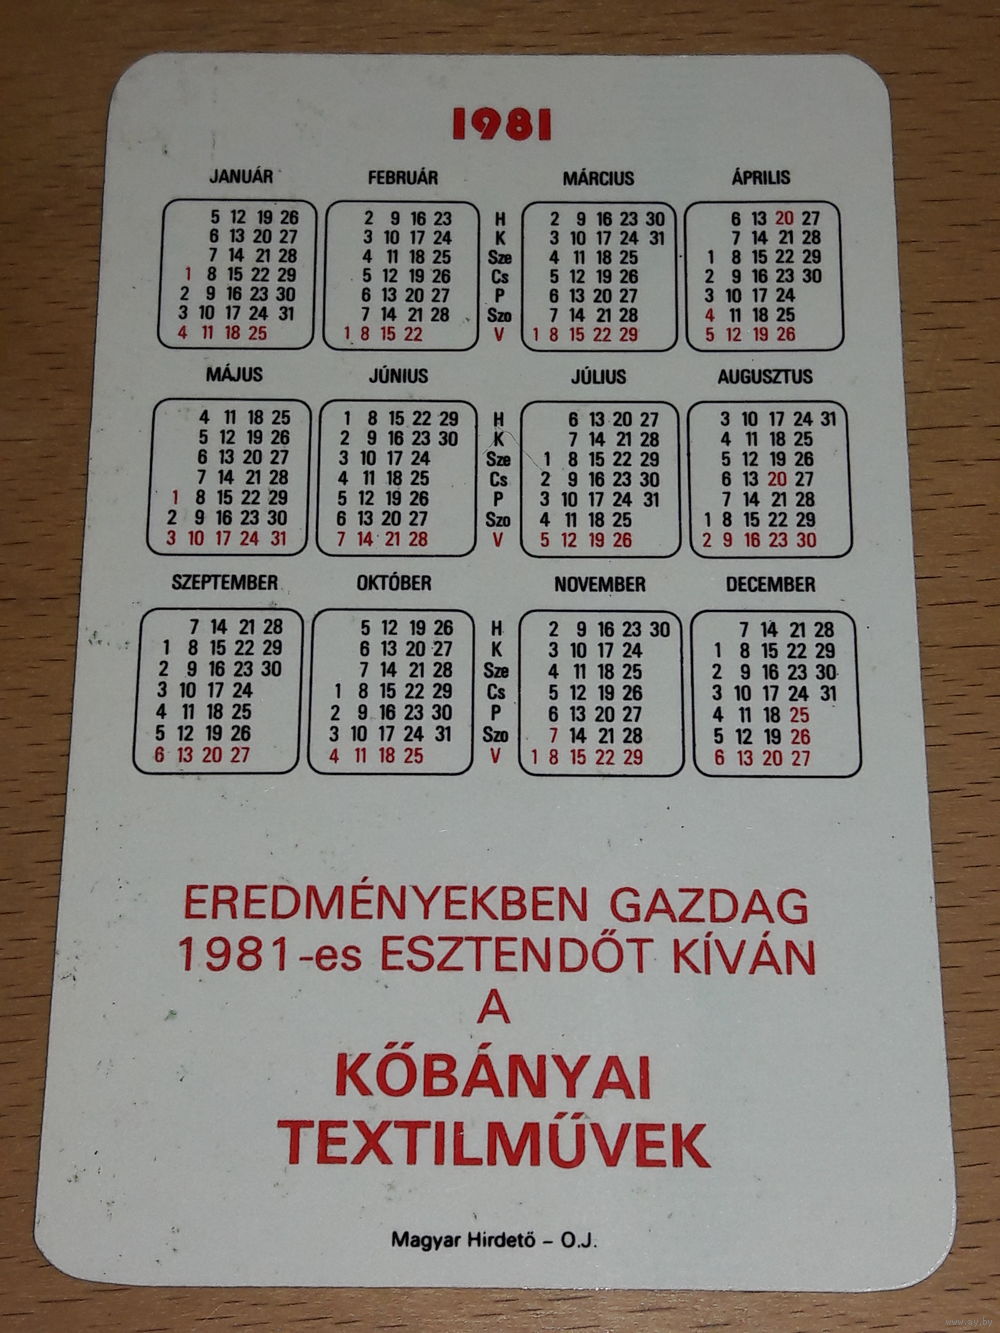 1981
JANUÁR FEBRUÁR MÁRCIUS ÁPRILIS
5 12 19 26 2 9 16 23 H 2 9 16 23 30 6 13 20 27
6 13 20 27 3 10 17 24 K 3 10 17 24 31 7 14 21 28
7 14 21 28 4 11 18 25 Sze 4 11 18 25 1 8 15 22 29
1 8 15 22 29 5 12 19 26 Cs 5 12 19 26 2 9 16 23 30
2 9 16 23 30 6 13 20 27 P 6 13 20 27 3 10 17 24
3 10 17 24 31 7 14 21 28 Szo 7 14 21 28 4 11 18 25
4 11 18 25 1 8 15 22 V 1 8 15 22 29 5 12 19 26
MÁJUS JÚNIUS JÚLIUS AUGUSZTUS
4 11 18 25 1 8 15 22 29 H 6 13 20 27 3 10 17 24 31
5 12 19 26 2 9 16 23 30 K 7 14 21 28 4 11 18 25
6 13 20 27 3 10 17 24 Sze 1 8 15 22 29 5 12 19 26
7 14 21 28 4 11 18 25 Cs 2 9 16 23 30 6 13 20 27
1 8 15 22 29 5 12 19 26 P 3 10 17 24 31 7 14 21 28
2 9 16 23 30 6 13 20 27 Szo 4 11 18 25 1 8 15 22 29
3 10 17 24 31 7 14 21 28 V 5 12 19 26 2 9 16 23 30
SZEPTEMBER OKTÓBER NOVEMBER DECEMBER
7 14 21 28 5 12 19 26 H 2 9 16 23 30 7 14 21 28
1 8 15 22 29 6 13 20 27 K 3 10 17 24 1 8 15 22 29
2 9 16 23 30 7 14 21 28 Sze 4 11 18 25 2 9 16 23 30
3 10 17 24 1 8 15 22 29 Cs 5 12 19 26 3 10 17 24 31
4 11 18 25 2 9 16 23 30 P 6 13 20 27 4 11 18 25
5 12 19 26 3 10 17 24 31 Szo 7 14 21 28 5 12 19 26
6 13 20 27 4 11 18 25 V 1 8 15 22 29 6 13 20 27
EREDMÉNYEKBEN GAZDAG
1981-es ESZTENDŐT KÍVÁN
A
KŐBÁNYAI
TEXTILMŰVEK
Magyar Hirdető – O.J.
www.ay.by